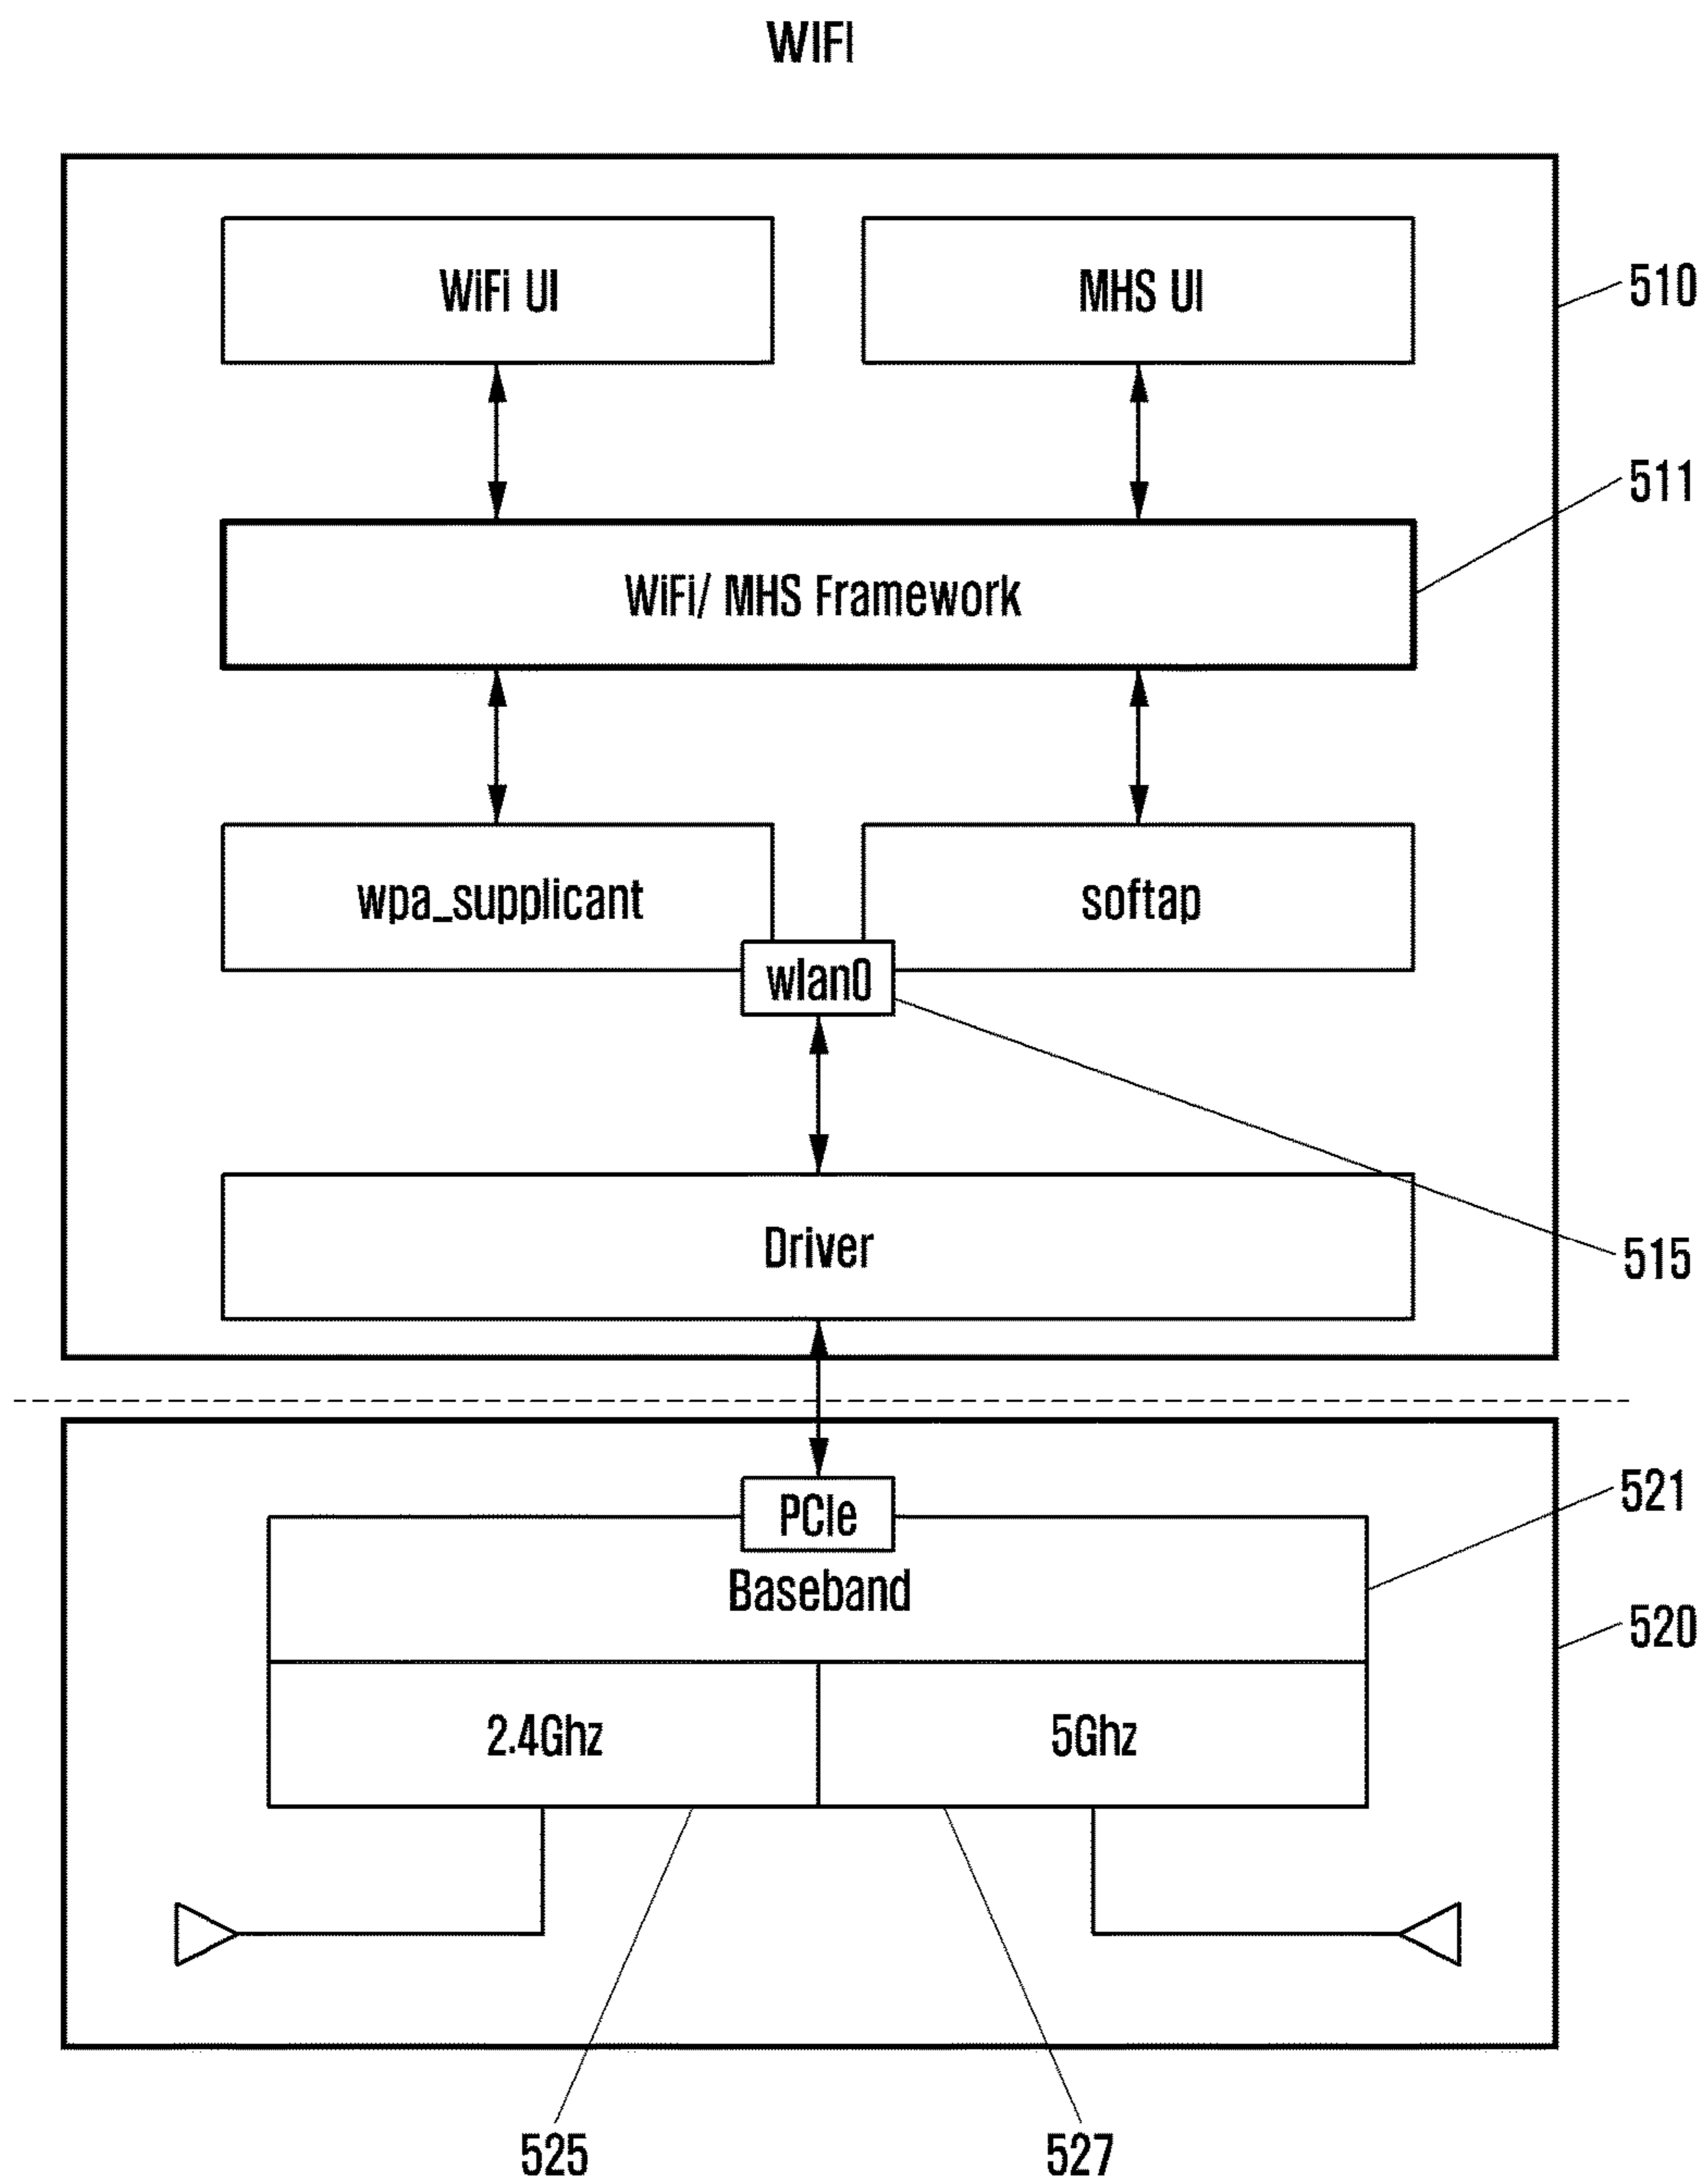 WIFI
WiFi UI
MHS UI
510
511
WiFi/ MHS Framework
wpa_supplicant
softap
wlan0
Driver
515
PCIe
521
Baseband
520
2.4Ghz
5Ghz
525
527